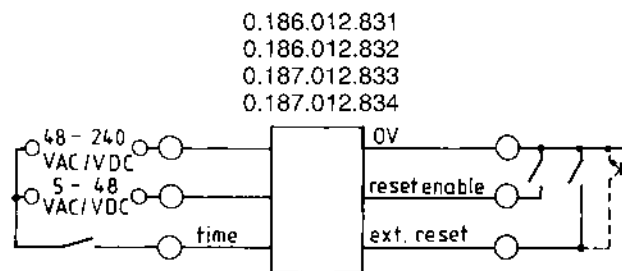 0.186.012.831
0.186.012.832
0.187.012.833
0.187.012.834
48 - 240
VAC/VDC
0V
5 - 48
VAC/VDC
reset enable
time
ext. reset